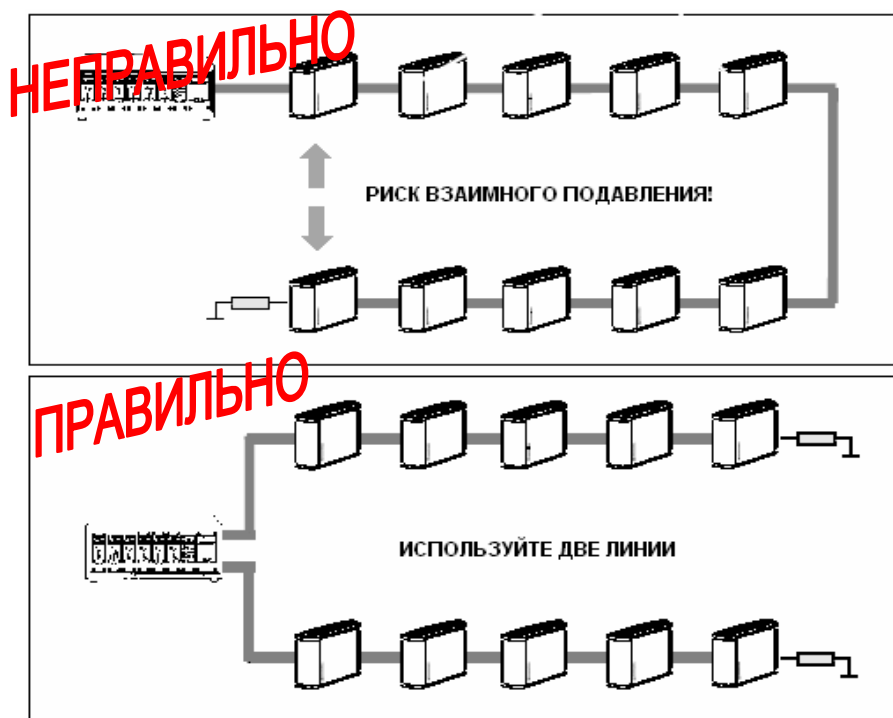 НЕПРАВИЛЬНО
РИСК ВЗАИМНОГО ПОДАВЛЕНИЯ!
ПРАВИЛЬНО
ИСПОЛЬЗУЙТЕ ДВЕ ЛИНИИ